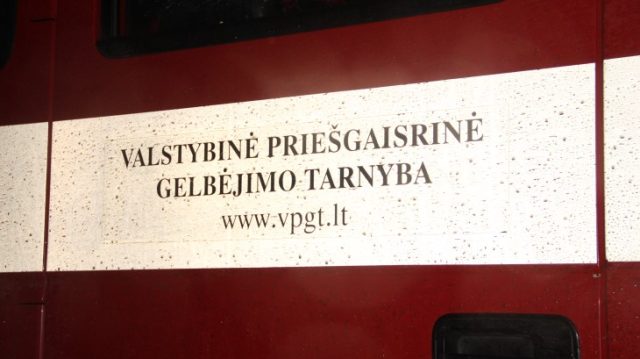 VALSTYBINĖ PRIEŠGAISRINĖ
GELBĖJIMO TARNYBA
www.vpgt.lt